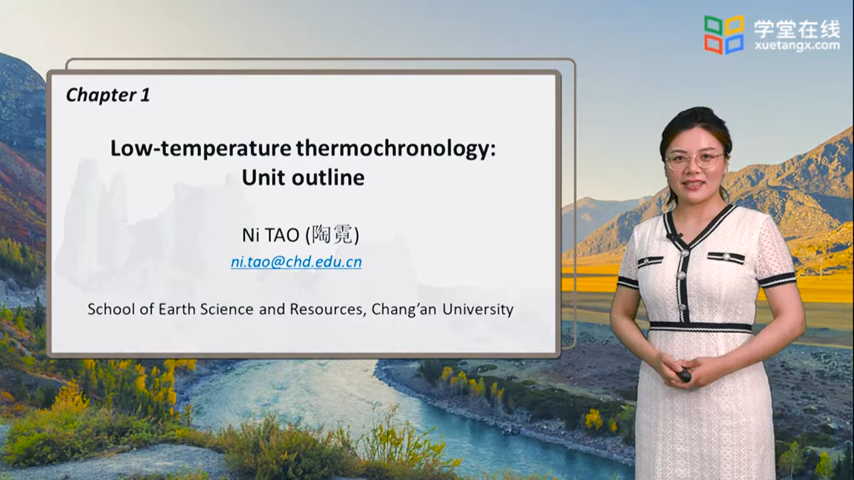 学堂在线
xuetangx.com
Chapter 1
Low-temperature thermochronology:
Unit outline
Ni TAO (陶霓)
ni.tao@chd.edu.cn
School of Earth Science and Resources, Chang’an University